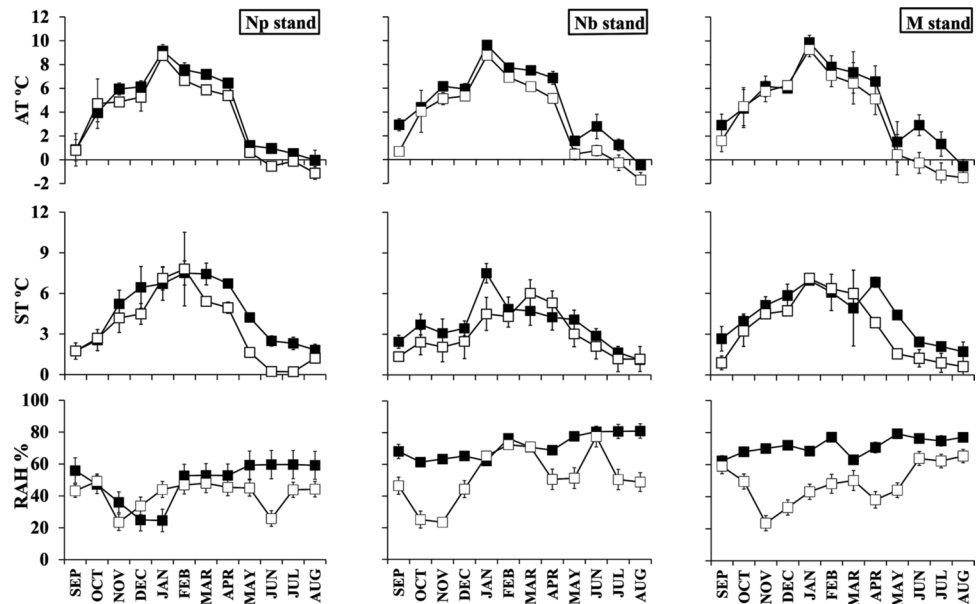 Np stand Nb stand M stand
12
10
8
6
4
2
0
-2
AT ºC
12
9
6
3
0
ST ºC
100
80
60
40
20
0
RAH %
SEP OCT NOV DEC JAN FEB MAR APR MAY JUN JUL AUG
SEP OCT NOV DEC JAN FEB MAR APR MAY JUN JUL AUG
SEP OCT NOV DEC JAN FEB MAR APR MAY JUN JUL AUG